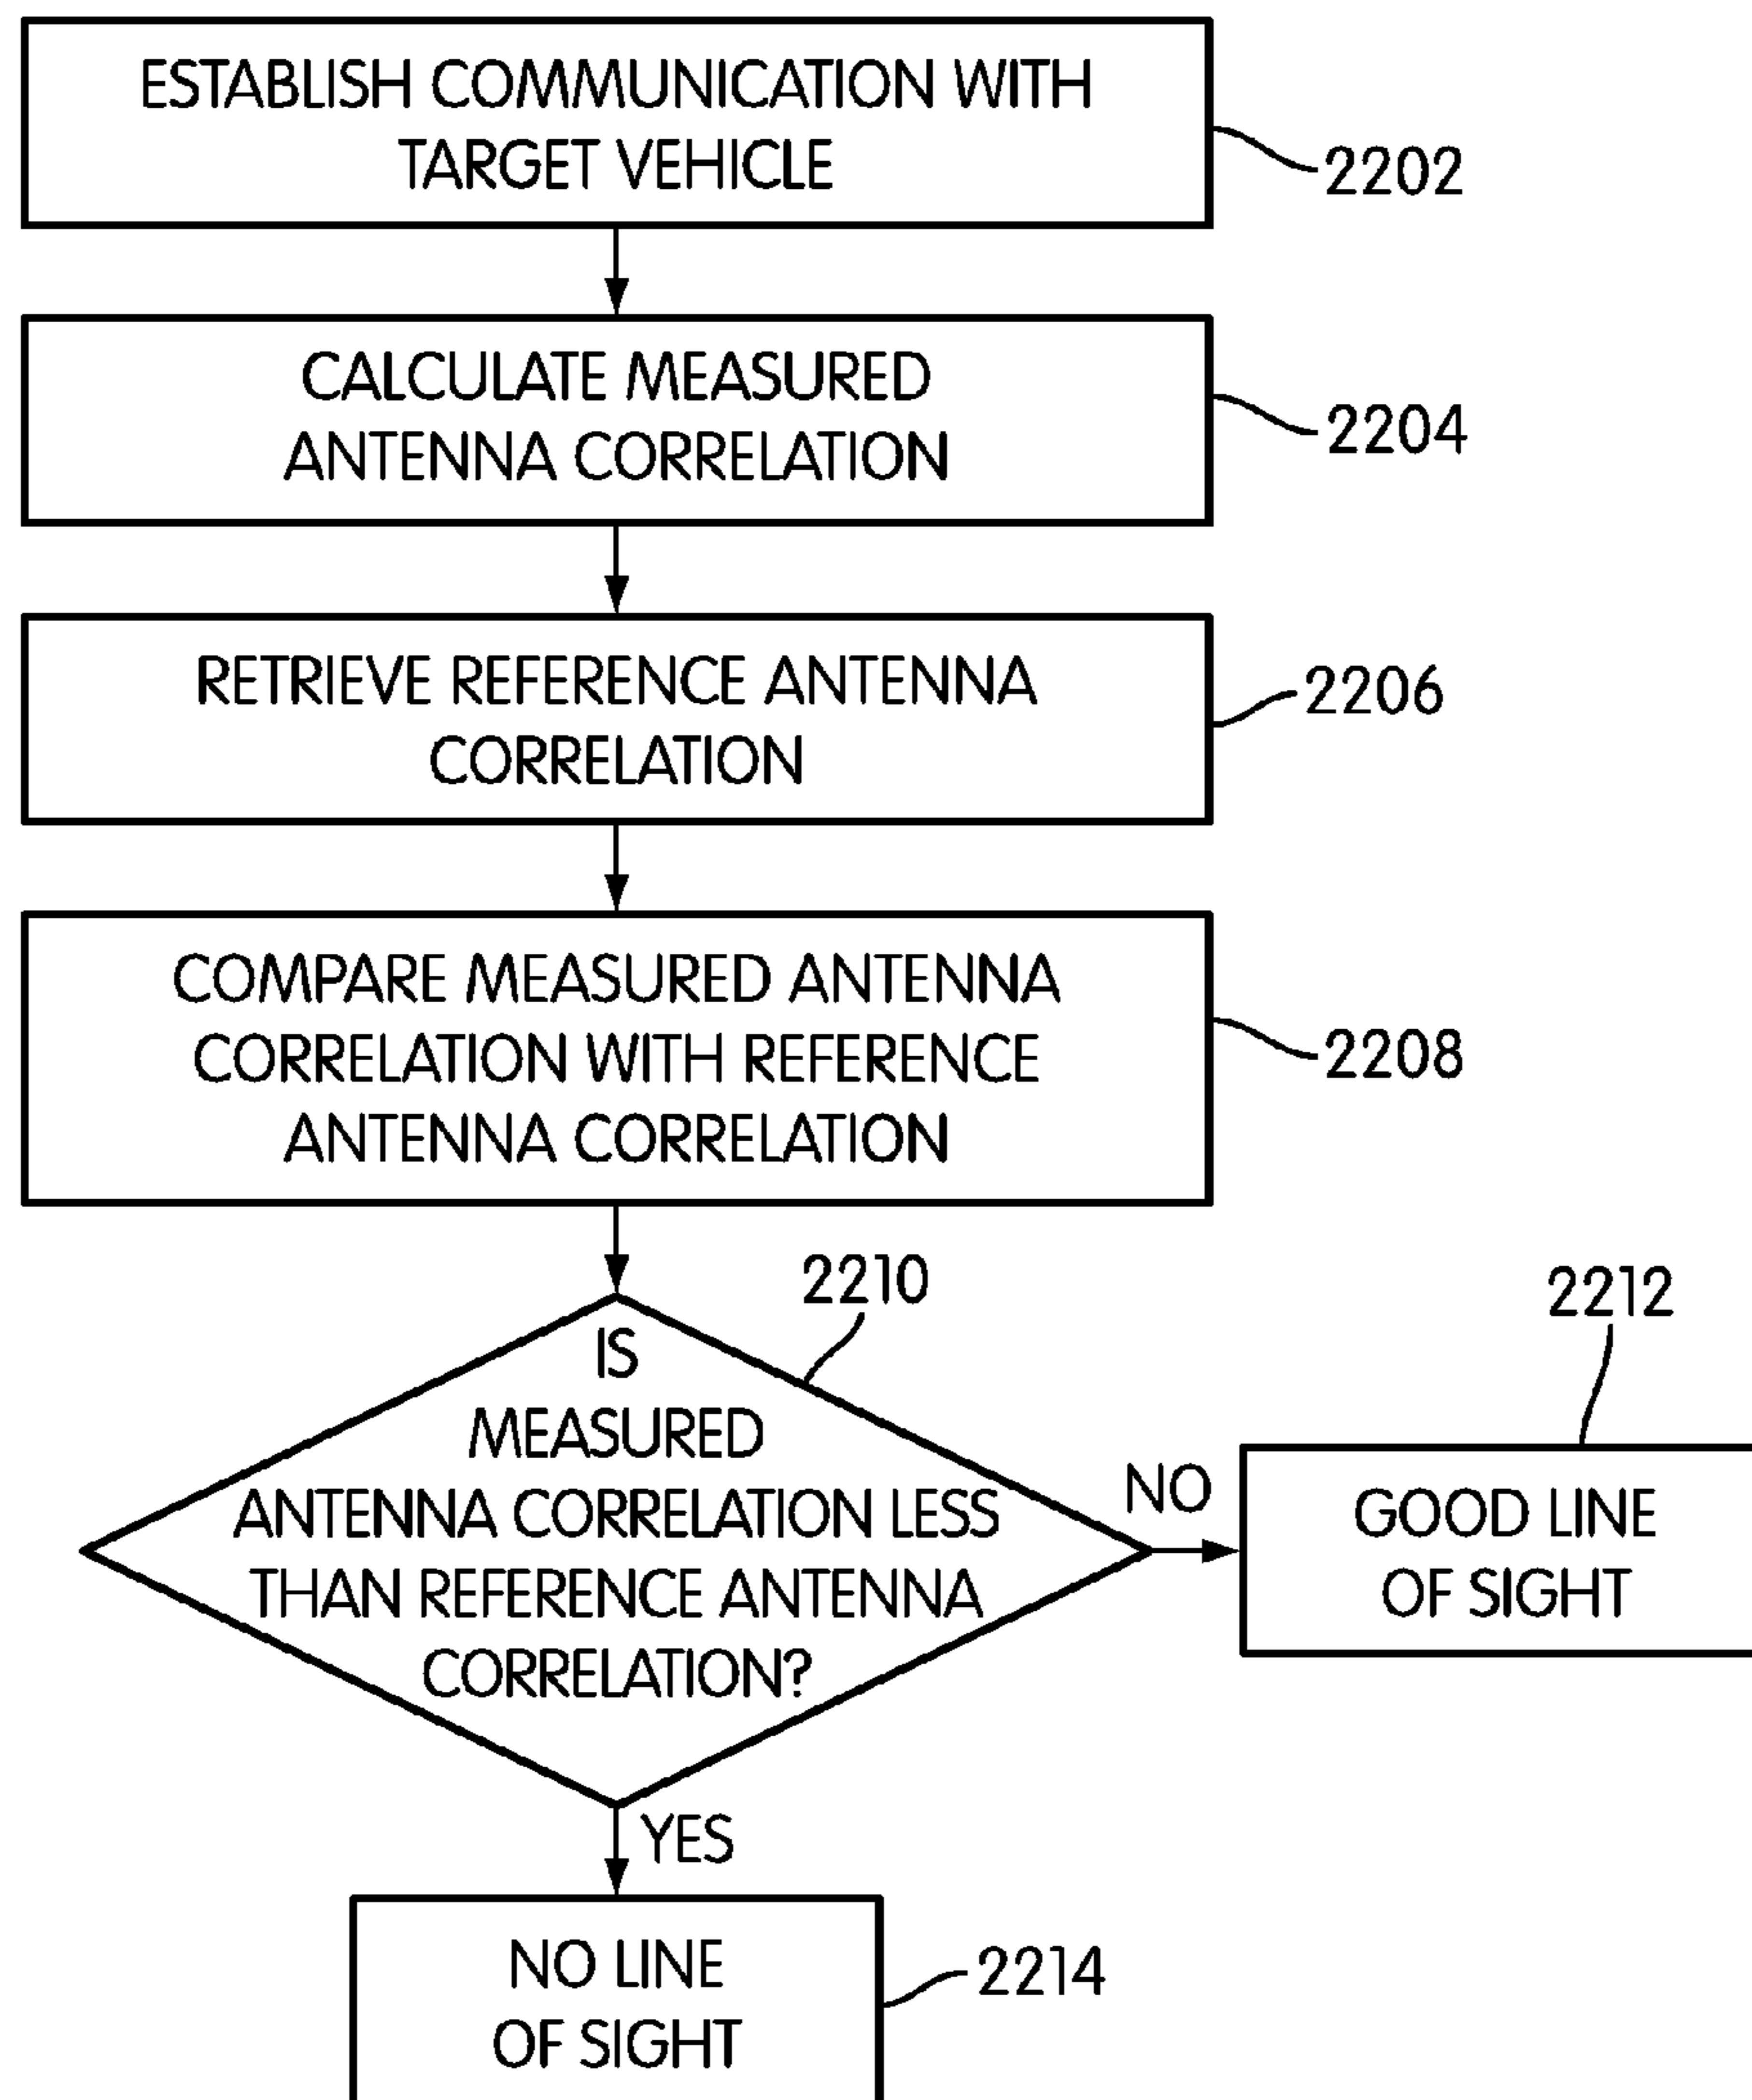 ESTABLISH COMMUNICATION WITH
TARGET VEHICLE
2202
CALCULATE MEASURED
ANTENNA CORRELATION
2204
RETRIEVE REFERENCE ANTENNA
CORRELATION
2206
COMPARE MEASURED ANTENNA
CORRELATION WITH REFERENCE
ANTENNA CORRELATION
2208
2210
IS
MEASURED
ANTENNA CORRELATION LESS
THAN REFERENCE ANTENNA
CORRELATION?
NO
2212
GOOD LINE
OF SIGHT
YES
NO LINE
OF SIGHT
2214